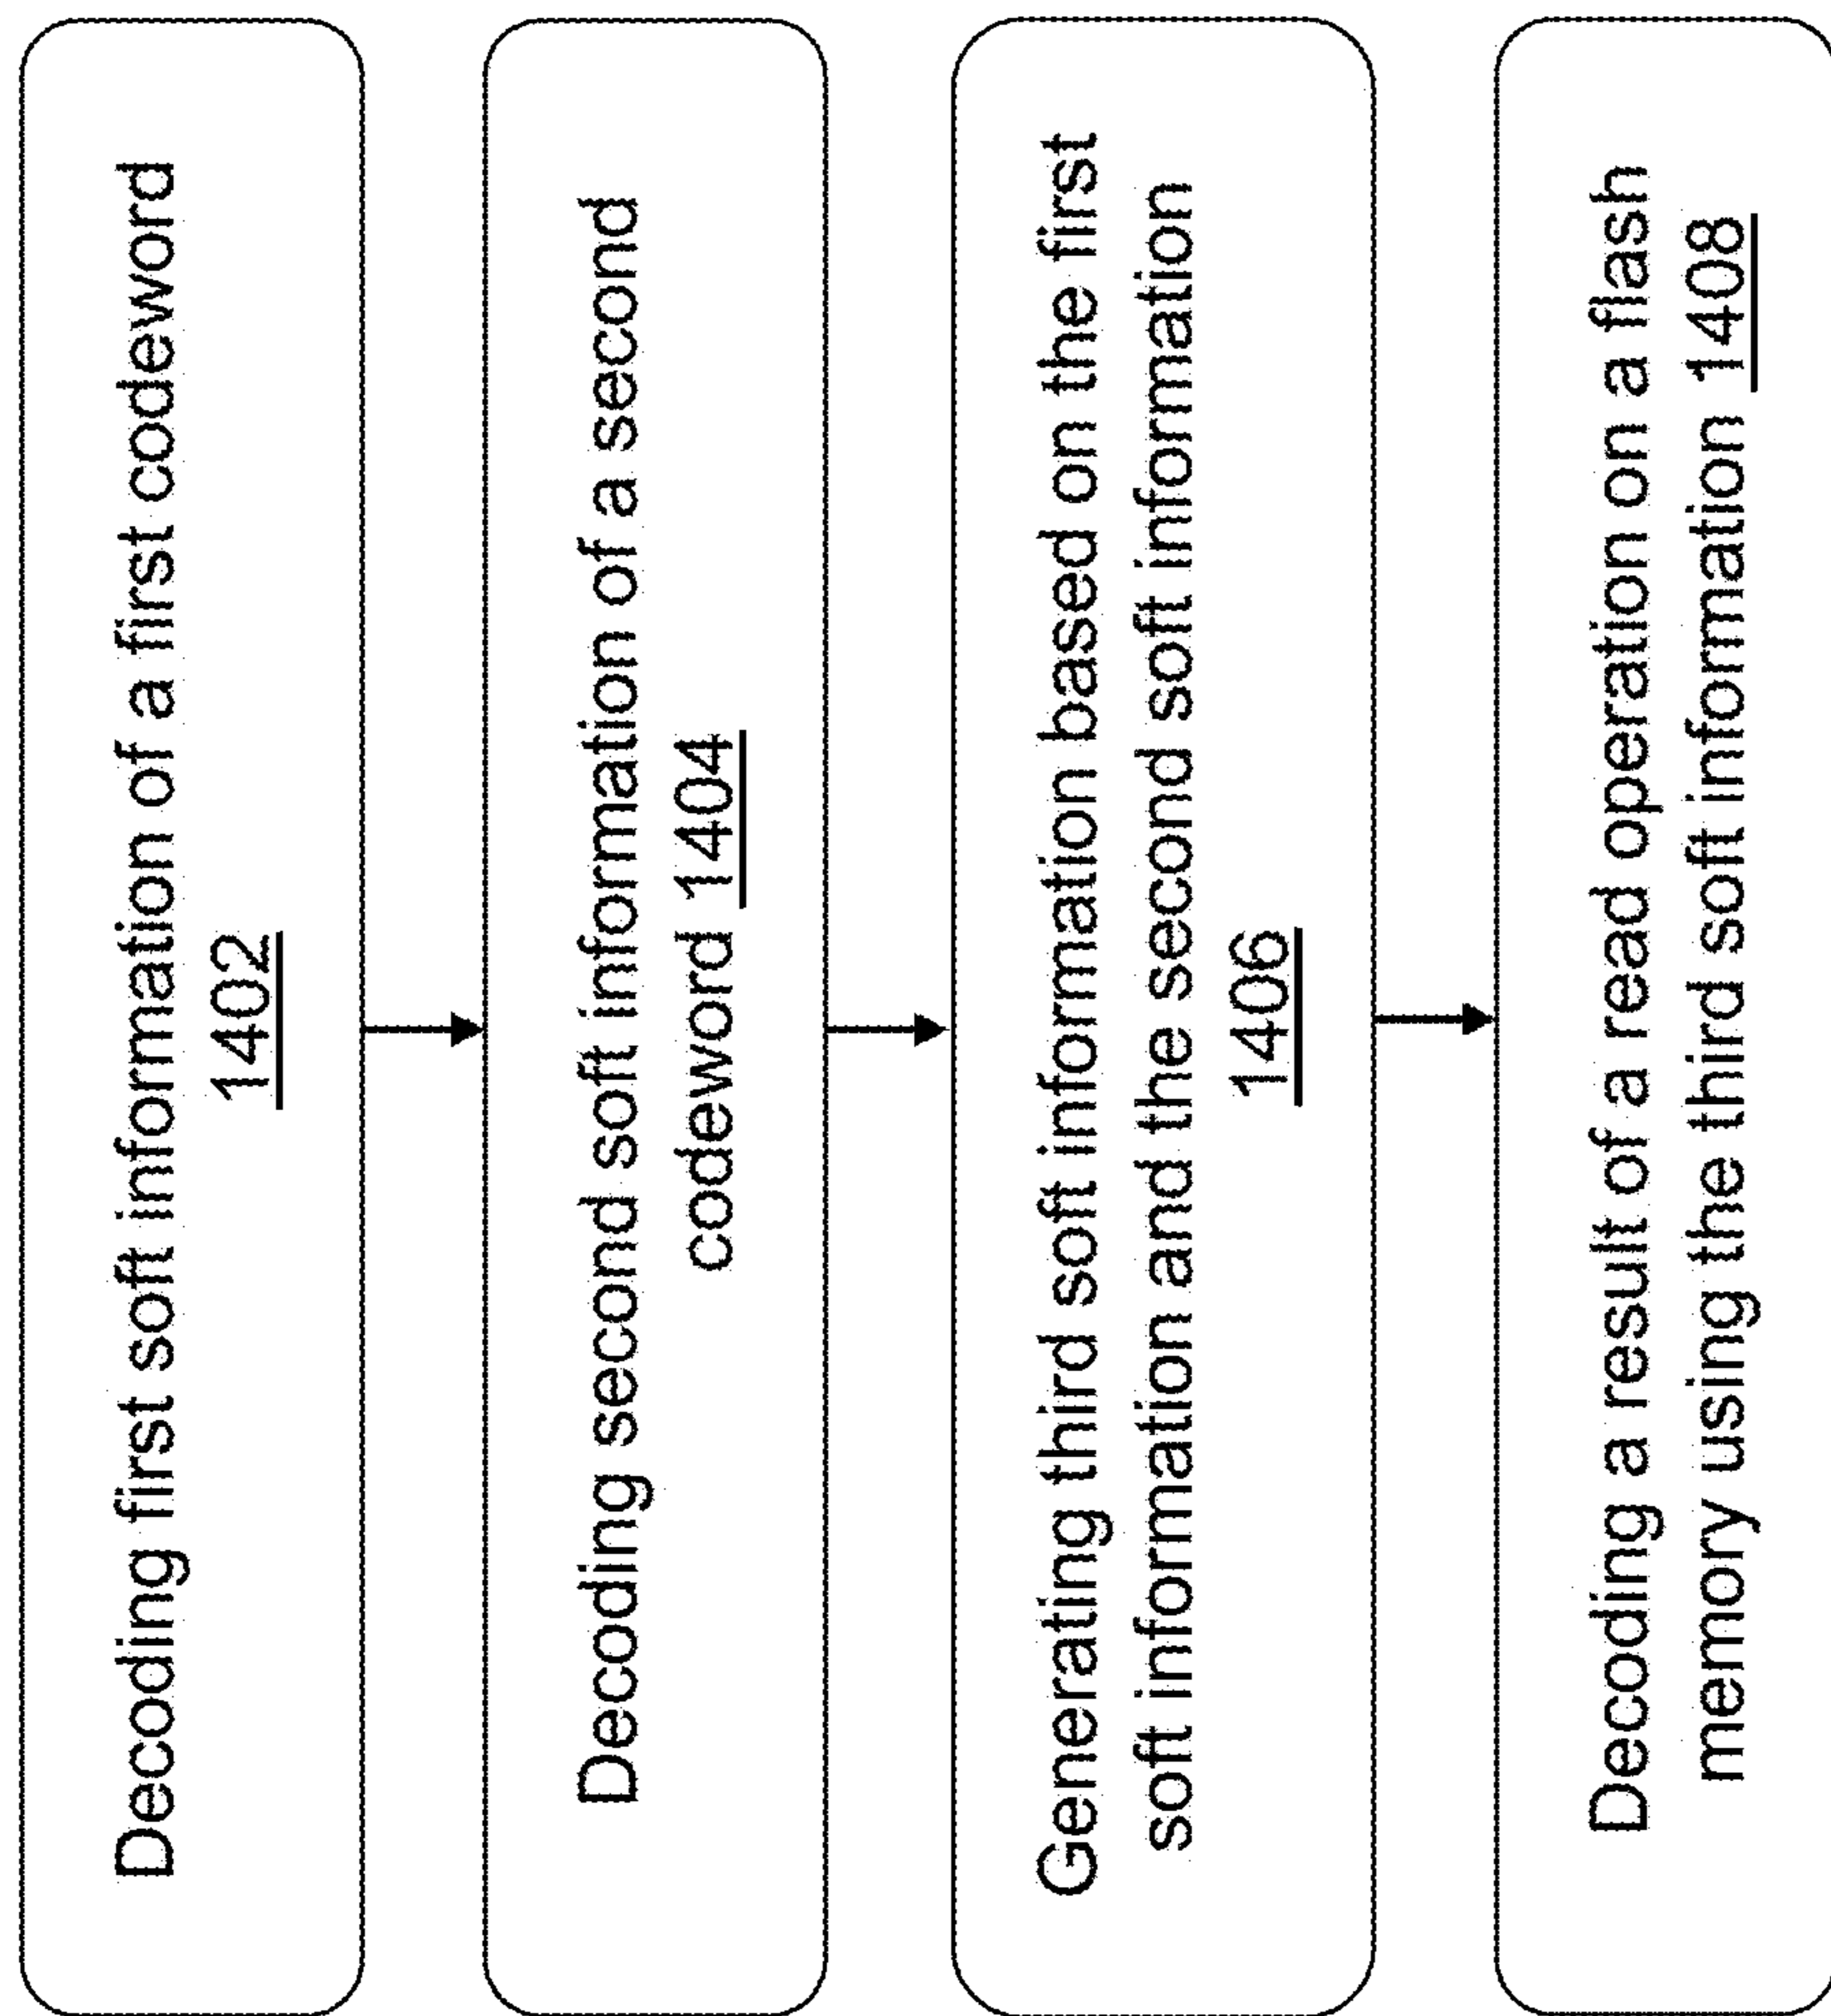 Decoding first soft information of a first codeword
1402
Decoding second soft information of a second
codeword 1404
Generating third soft information based on the first
soft information and the second soft information
1406
Decoding a result of a read operation on a flash
memory using the third soft information 1408